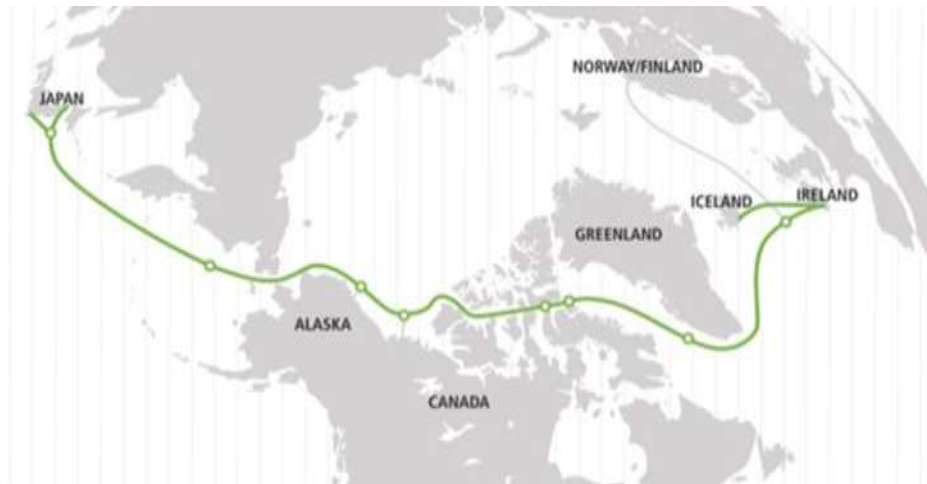 NORWAY/FINLAND
JAPAN
ICELAND
IRELAND
GREENLAND
ALASKA
CANADA